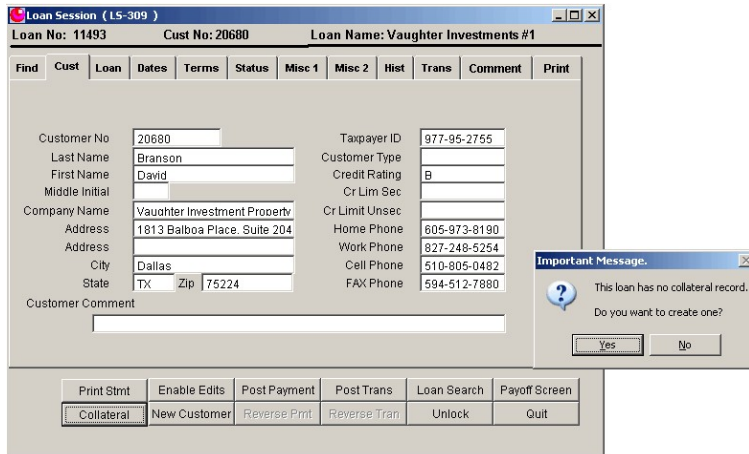 Loan Session ( LS-309 )
Loan No: 11493 Cust No: 20680 Loan Name: Vaughter Investments #1
Find Cust Loan Dates Terms Status Misc 1 Misc 2 Hist Trans Comment Print
Customer No 20680 Taxpayer ID 977-95-2755
Last Name Branson Customer Type
First Name David Credit Rating B
Middle Initial Cr Lim Sec
Company Name Vaughter Investment Property Cr Limit Unsec
Address 1813 Balboa Place. Suite 204 Home Phone 605-973-8190
Address Work Phone 827-248-5254
City Dallas Cell Phone 510-805-0482
State TX Zip 75224 FAX Phone 594-512-7880
Customer Comment
Important Message.
This loan has no collateral record.
Do you want to create one?
Yes No
Print Stmt Enable Edits Post Payment Post Trans Loan Search Payoff Screen
Collateral New Customer Reverse Pmt Reverse Tran Unlock Quit